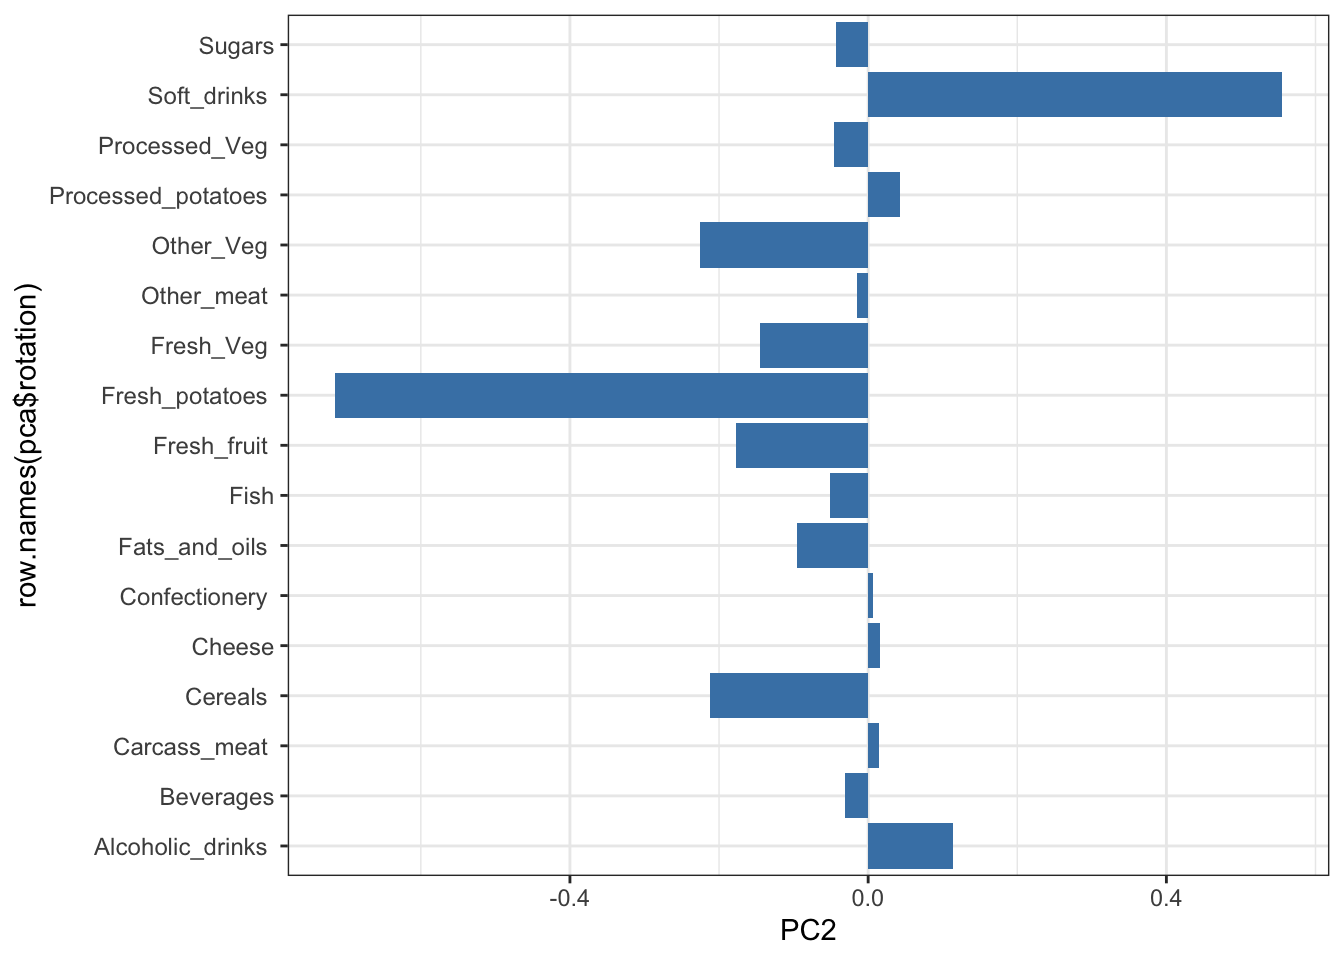 Sugars
Soft_drinks
Processed_Veg
Processed_potatoes
Other_Veg
Other_meat
Fresh_Veg
Fresh_potatoes
Fresh_fruit
Fish
Fats_and_oils
Confectionery
Cheese
Cereals
Carcass_meat
Beverages
Alcoholic_drinks
row.names(pca$rotation)
-0.4 0.0 0.4
PC2